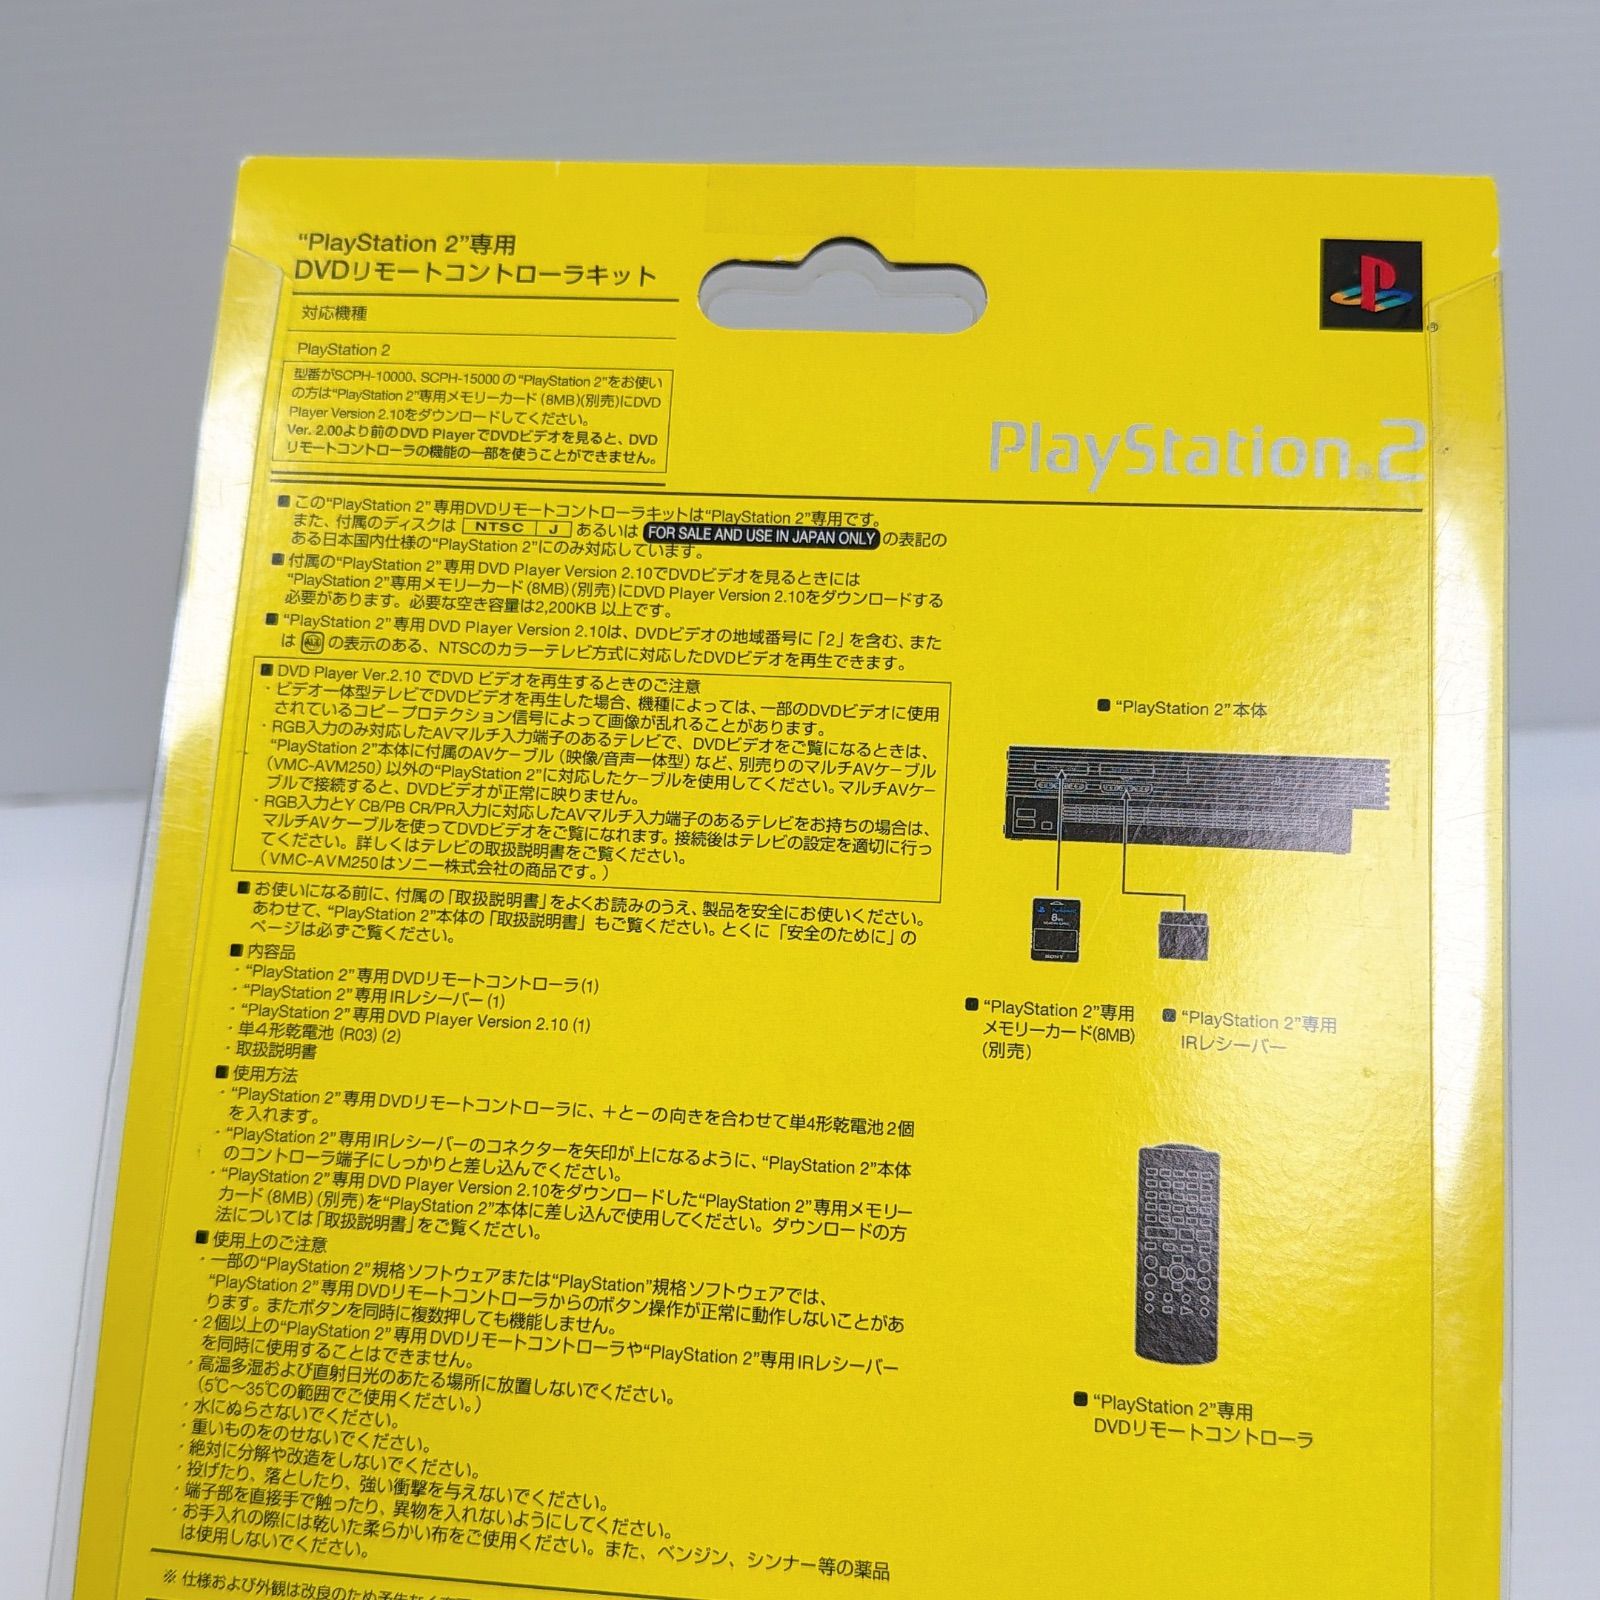 “PlayStation 2”専用
DVDリモートコントローラキット
対応機種
PlayStation 2
型番がSCPH-10000、SCPH-15000の“PlayStation 2”をお使い
の方は“PlayStation 2”専用メモリーカード(8MB)(別売)にDVD
Player Version 2.10をダウンロードしてください。
Ver. 2.00より前のDVD PlayerでDVDビデオを見ると、DVD
リモートコントローラの機能の一部を使うことができません。
PlayStation®2
■ この“PlayStation 2”専用DVDリモートコントローラキットは“PlayStation 2”専用です。
また、付属のディスクは NTSC J あるいは FOR SALE AND USE IN JAPAN ONLY の表記の
ある日本国内仕様の“PlayStation 2”にのみ対応しています。
■ 付属の“PlayStation 2”専用DVD Player Version 2.10でDVDビデオを見るときには
“PlayStation 2”専用メモリーカード(8MB)(別売)にDVD Player Version 2.10をダウンロードする
必要があります。必要な空き容量は2,200KB 以上です。
■ “PlayStation 2”専用DVD Player Version 2.10は、DVDビデオの地域番号に「2」を含む、また
は ALL の表示のある、NTSCのカラーテレビ方式に対応したDVDビデオを再生できます。
■ DVD Player Ver.2.10 でDVD ビデオを再生するときのご注意
・ビデオ一体型テレビでDVDビデオを再生した場合、機種によっては、一部のDVDビデオに使用
されているコピープロテクション信号によって画像が乱れることがあります。
・RGB入力のみ対応したAVマルチ入力端子のあるテレビで、DVDビデオをご覧になるときは、
“PlayStation 2”本体に付属のAVケーブル(映像/音声一体型)など、別売りのマルチAVケーブル
(VMC-AVM250)以外の“PlayStation 2”に対応したケーブルを使用してください。マルチAVケー
ブルで接続すると、DVDビデオが正常に映りません。
・RGB入力とY CB/PB CR/PR入力に対応したAVマルチ入力端子のあるテレビをお持ちの場合は、
マルチAVケーブルを使ってDVDビデオをご覧になれます。接続後はテレビの設定を適切に行っ
てください。詳しくはテレビの取扱説明書をご覧ください。
(VMC-AVM250はソニー株式会社の商品です。)
■ お使いになる前に、付属の「取扱説明書」をよくお読みのうえ、製品を安全にお使いください。
あわせて、“PlayStation 2”本体の「取扱説明書」もご覧ください。とくに「安全のために」の
ページは必ずご覧ください。
■ 内容品
・“PlayStation 2”専用DVDリモートコントローラ(1)
・“PlayStation 2”専用IRレシーバー(1)
・“PlayStation 2”専用DVD Player Version 2.10 (1)
・単4形乾電池 (R03) (2)
・取扱説明書
■ 使用方法
・“PlayStation 2”専用DVDリモートコントローラに、＋と－の向きを合わせて単4形乾電池2個
を入れます。
・“PlayStation 2”専用IRレシーバーのコネクターを矢印が上になるように、“PlayStation 2”本体
のコントローラ端子にしっかりと差し込んでください。
・“PlayStation 2”専用DVD Player Version 2.10をダウンロードした“PlayStation 2”専用メモリー
カード(8MB)(別売)を“PlayStation 2”本体に差し込んで使用してください。ダウンロードの方
法については「取扱説明書」をご覧ください。
■ 使用上のご注意
・一部の“PlayStation 2”規格ソフトウェアまたは“PlayStation”規格ソフトウェアでは、
“PlayStation 2”専用DVDリモートコントローラからのボタン操作が正常に動作しないことがあ
ります。またボタンを同時に複数押しても機能しません。
・2個以上の“PlayStation 2”専用DVDリモートコントローラや“PlayStation 2”専用IRレシーバー
を同時に使用することはできません。
・高温多湿および直射日光のあたる場所に放置しないでください。
(5℃〜35℃の範囲でご使用ください。)
・水にぬらさないでください。
・重いものをのせないでください。
・絶対に分解や改造をしないでください。
・投げたり、落としたり、強い衝撃を与えないでください。
・端子部を直接手で触ったり、異物を入れないようにしてください。
・お手入れの際には乾いた柔らかい布をご使用ください。また、ベンジン、シンナー等の薬品
は使用しないでください。
※ 仕様および外観は改良のため予告なく
■ “PlayStation 2”本体
8MB
SONY
■ “PlayStation 2”専用
メモリーカード(8MB)
(別売)
■ “PlayStation 2”専用
IRレシーバー
■ “PlayStation 2”専用
DVDリモートコントローラ